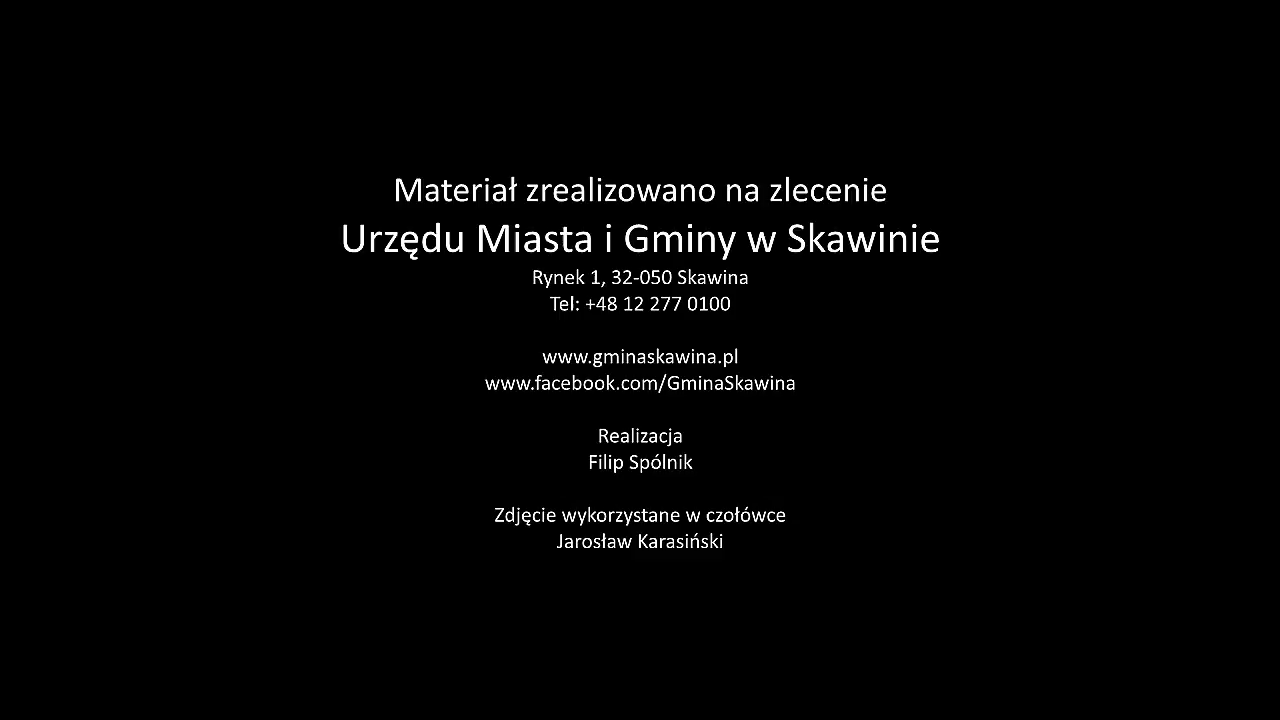 Materiał zrealizowano na zlecenie
Urzędu Miasta i Gminy w Skawinie
Rynek 1, 32-050 Skawina
Tel: +48 12 277 0100
www.gminaskawina.pl
www.facebook.com/GminaSkawina
Realizacja
Filip Spólnik
Zdjęcie wykorzystane w czołówce
Jarosław Karasiński